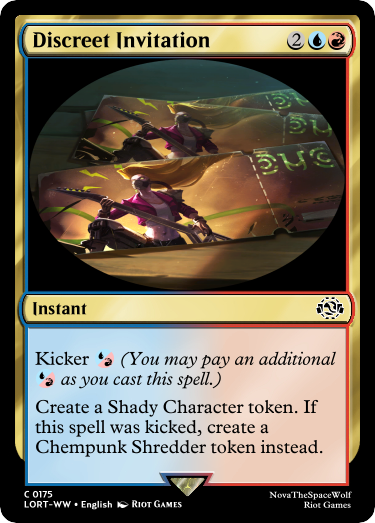 Discreet Invitation 2
Instant
Kicker (You may pay an additional
as you cast this spell.)
Create a Shady Character token. If
this spell was kicked, create a
Chempunk Shredder token instead.
C 0175
LORT-WW • English RIOT GAMES
NovaTheSpaceWolf
Riot Games